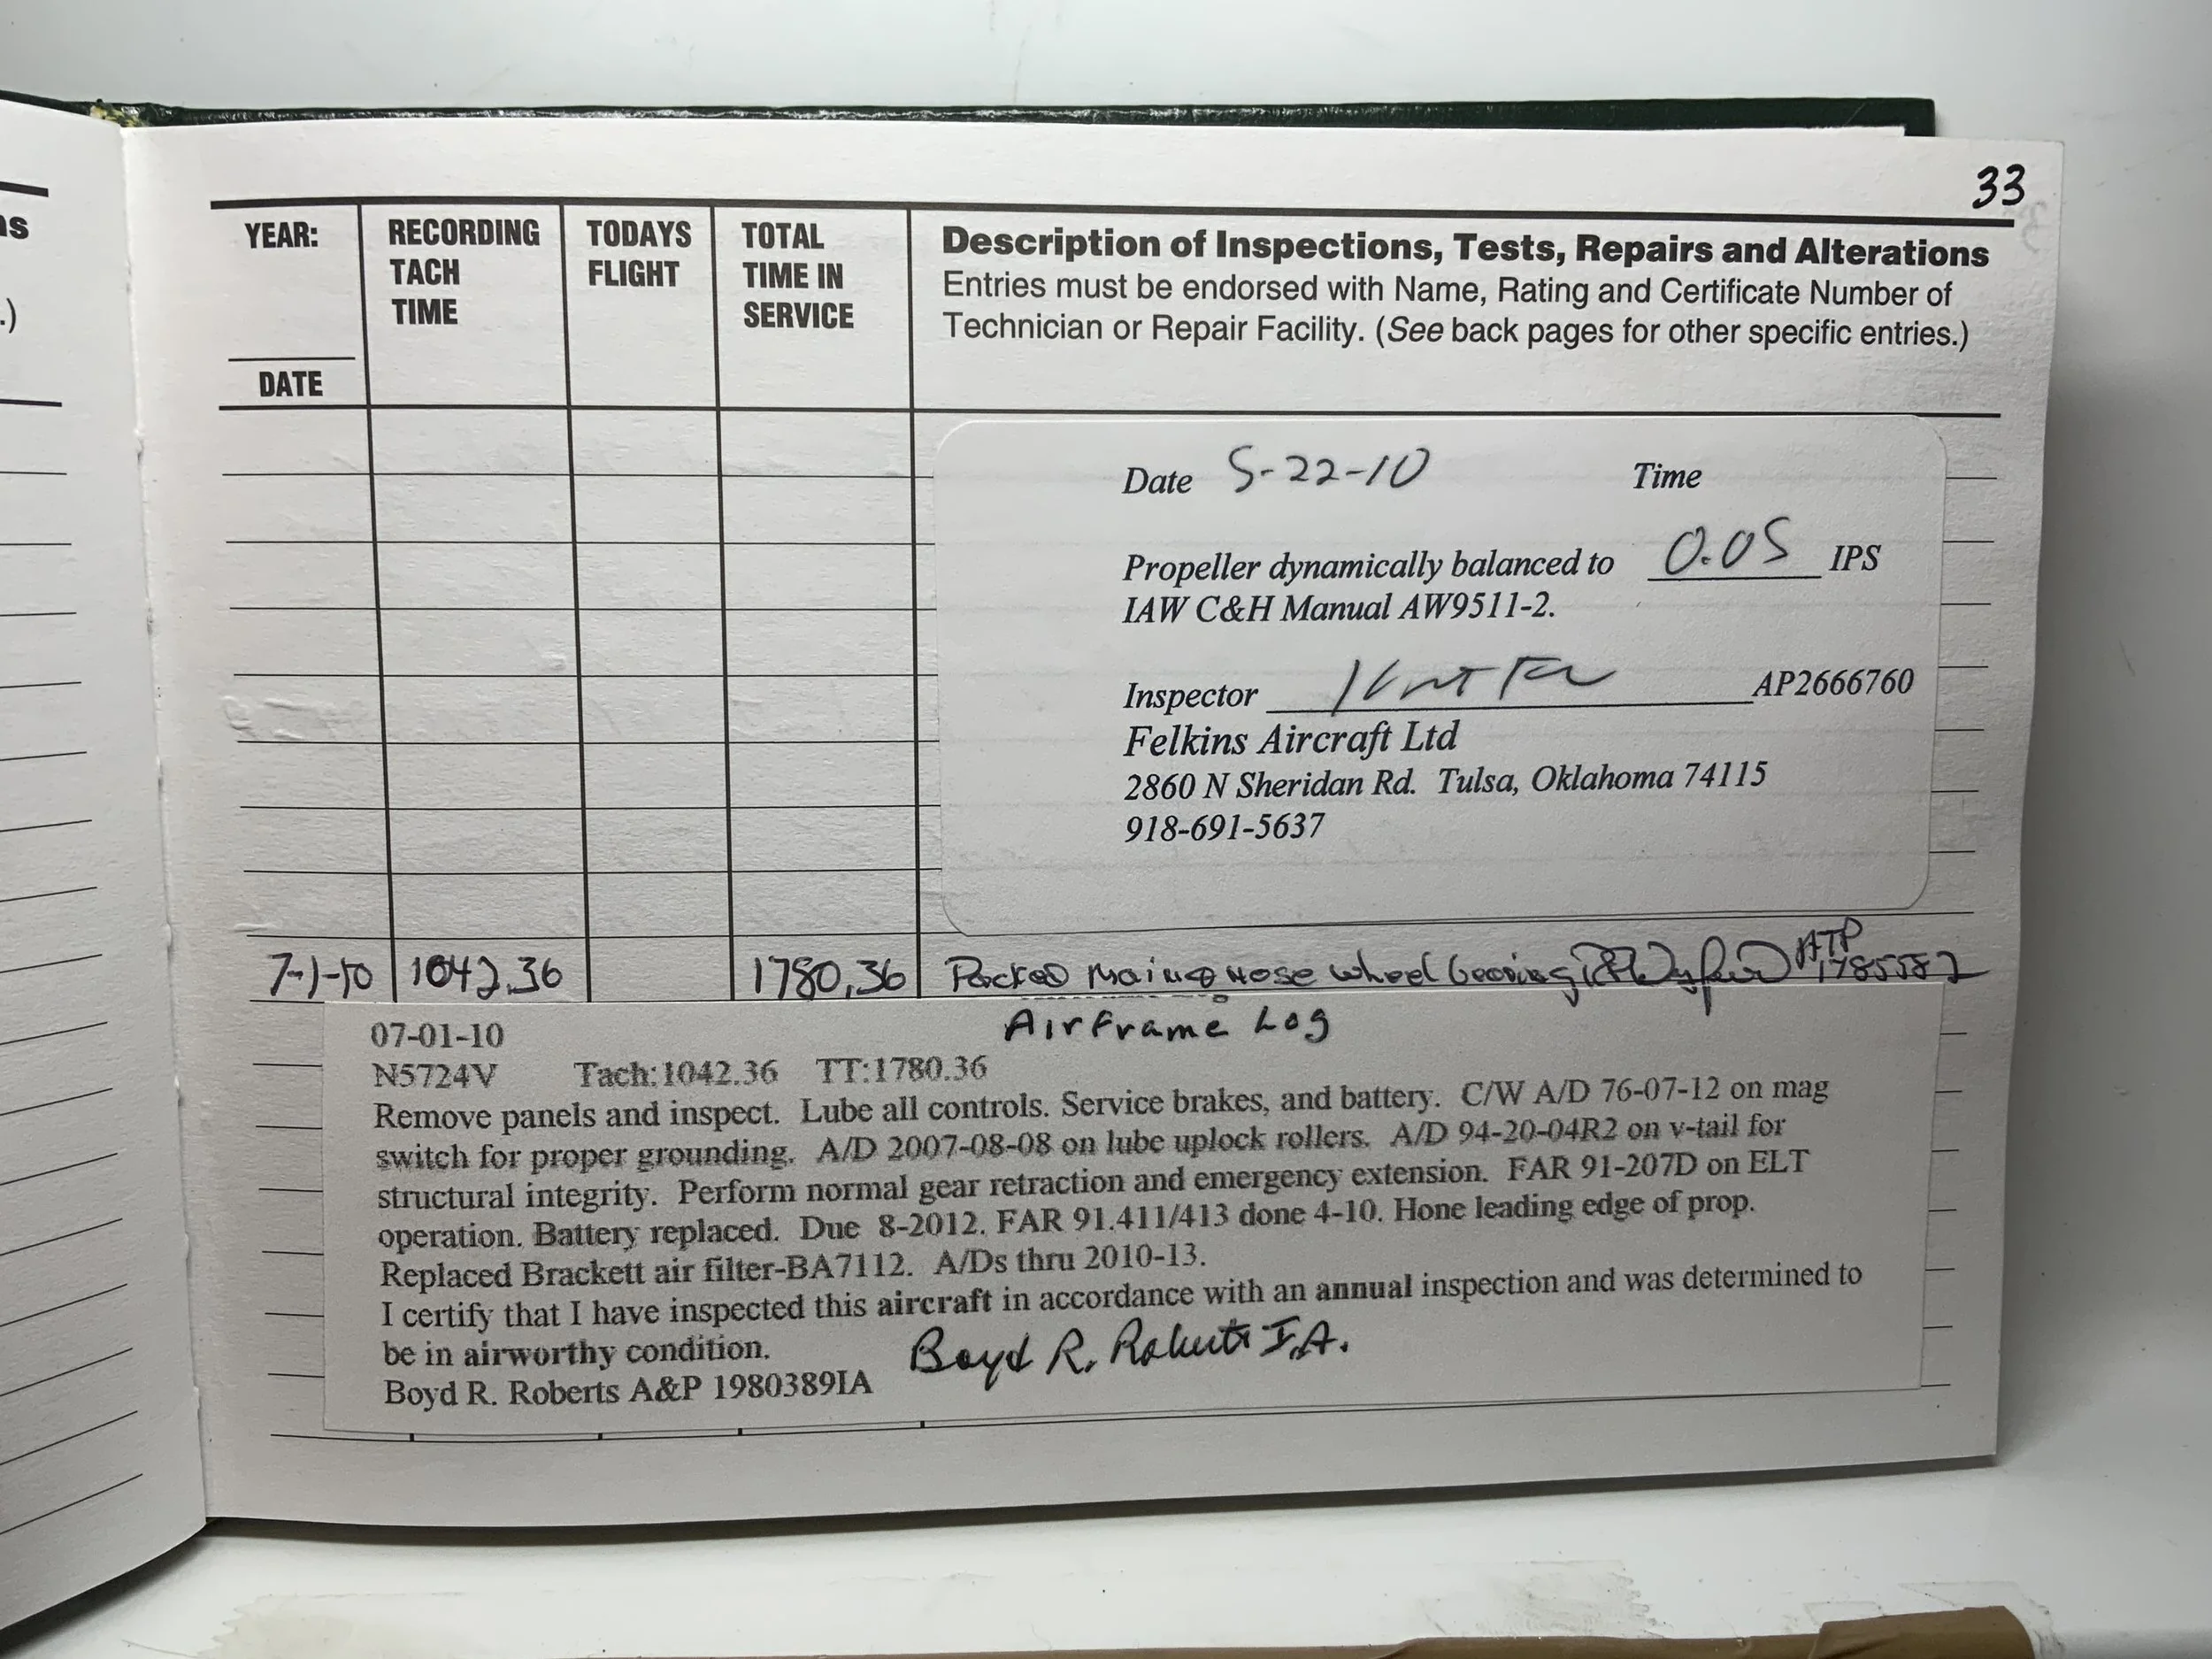 33
YEAR:
DATE
RECORDING
TACH
TIME
TODAYS
FLIGHT
TOTAL
TIME IN
SERVICE
Description of Inspections, Tests, Repairs and Alterations
Entries must be endorsed with Name, Rating and Certificate Number of
Technician or Repair Facility. (See back pages for other specific entries.)
Date 5-22-10 Time
Propeller dynamically balanced to 0.05 IPS
IAW C&H Manual AW9511-2.
Inspector AP2666760
Felkins Aircraft Ltd
2860 N Sheridan Rd. Tulsa, Oklahoma 74115
918-691-5637
7-1-10 1042.36 1780.36 Packed Main Nose wheel bearing ATP 1785582
AirFrame Log
07-01-10
N5724V Tach:1042.36 TT:1780.36
Remove panels and inspect. Lube all controls. Service brakes, and battery. C/W A/D 76-07-12 on mag
switch for proper grounding. A/D 2007-08-08 on lube uplock rollers. A/D 94-20-04R2 on v-tail for
structural integrity. Perform normal gear retraction and emergency extension. FAR 91-207D on ELT
operation. Battery replaced. Due 8-2012. FAR 91.411/413 done 4-10. Hone leading edge of prop.
Replaced Brackett air filter-BA7112. A/Ds thru 2010-13.
I certify that I have inspected this aircraft in accordance with an annual inspection and was determined to
be in airworthy condition.
Boyd R. Roberts I.A.
Boyd R. Roberts A&P 1980389IA